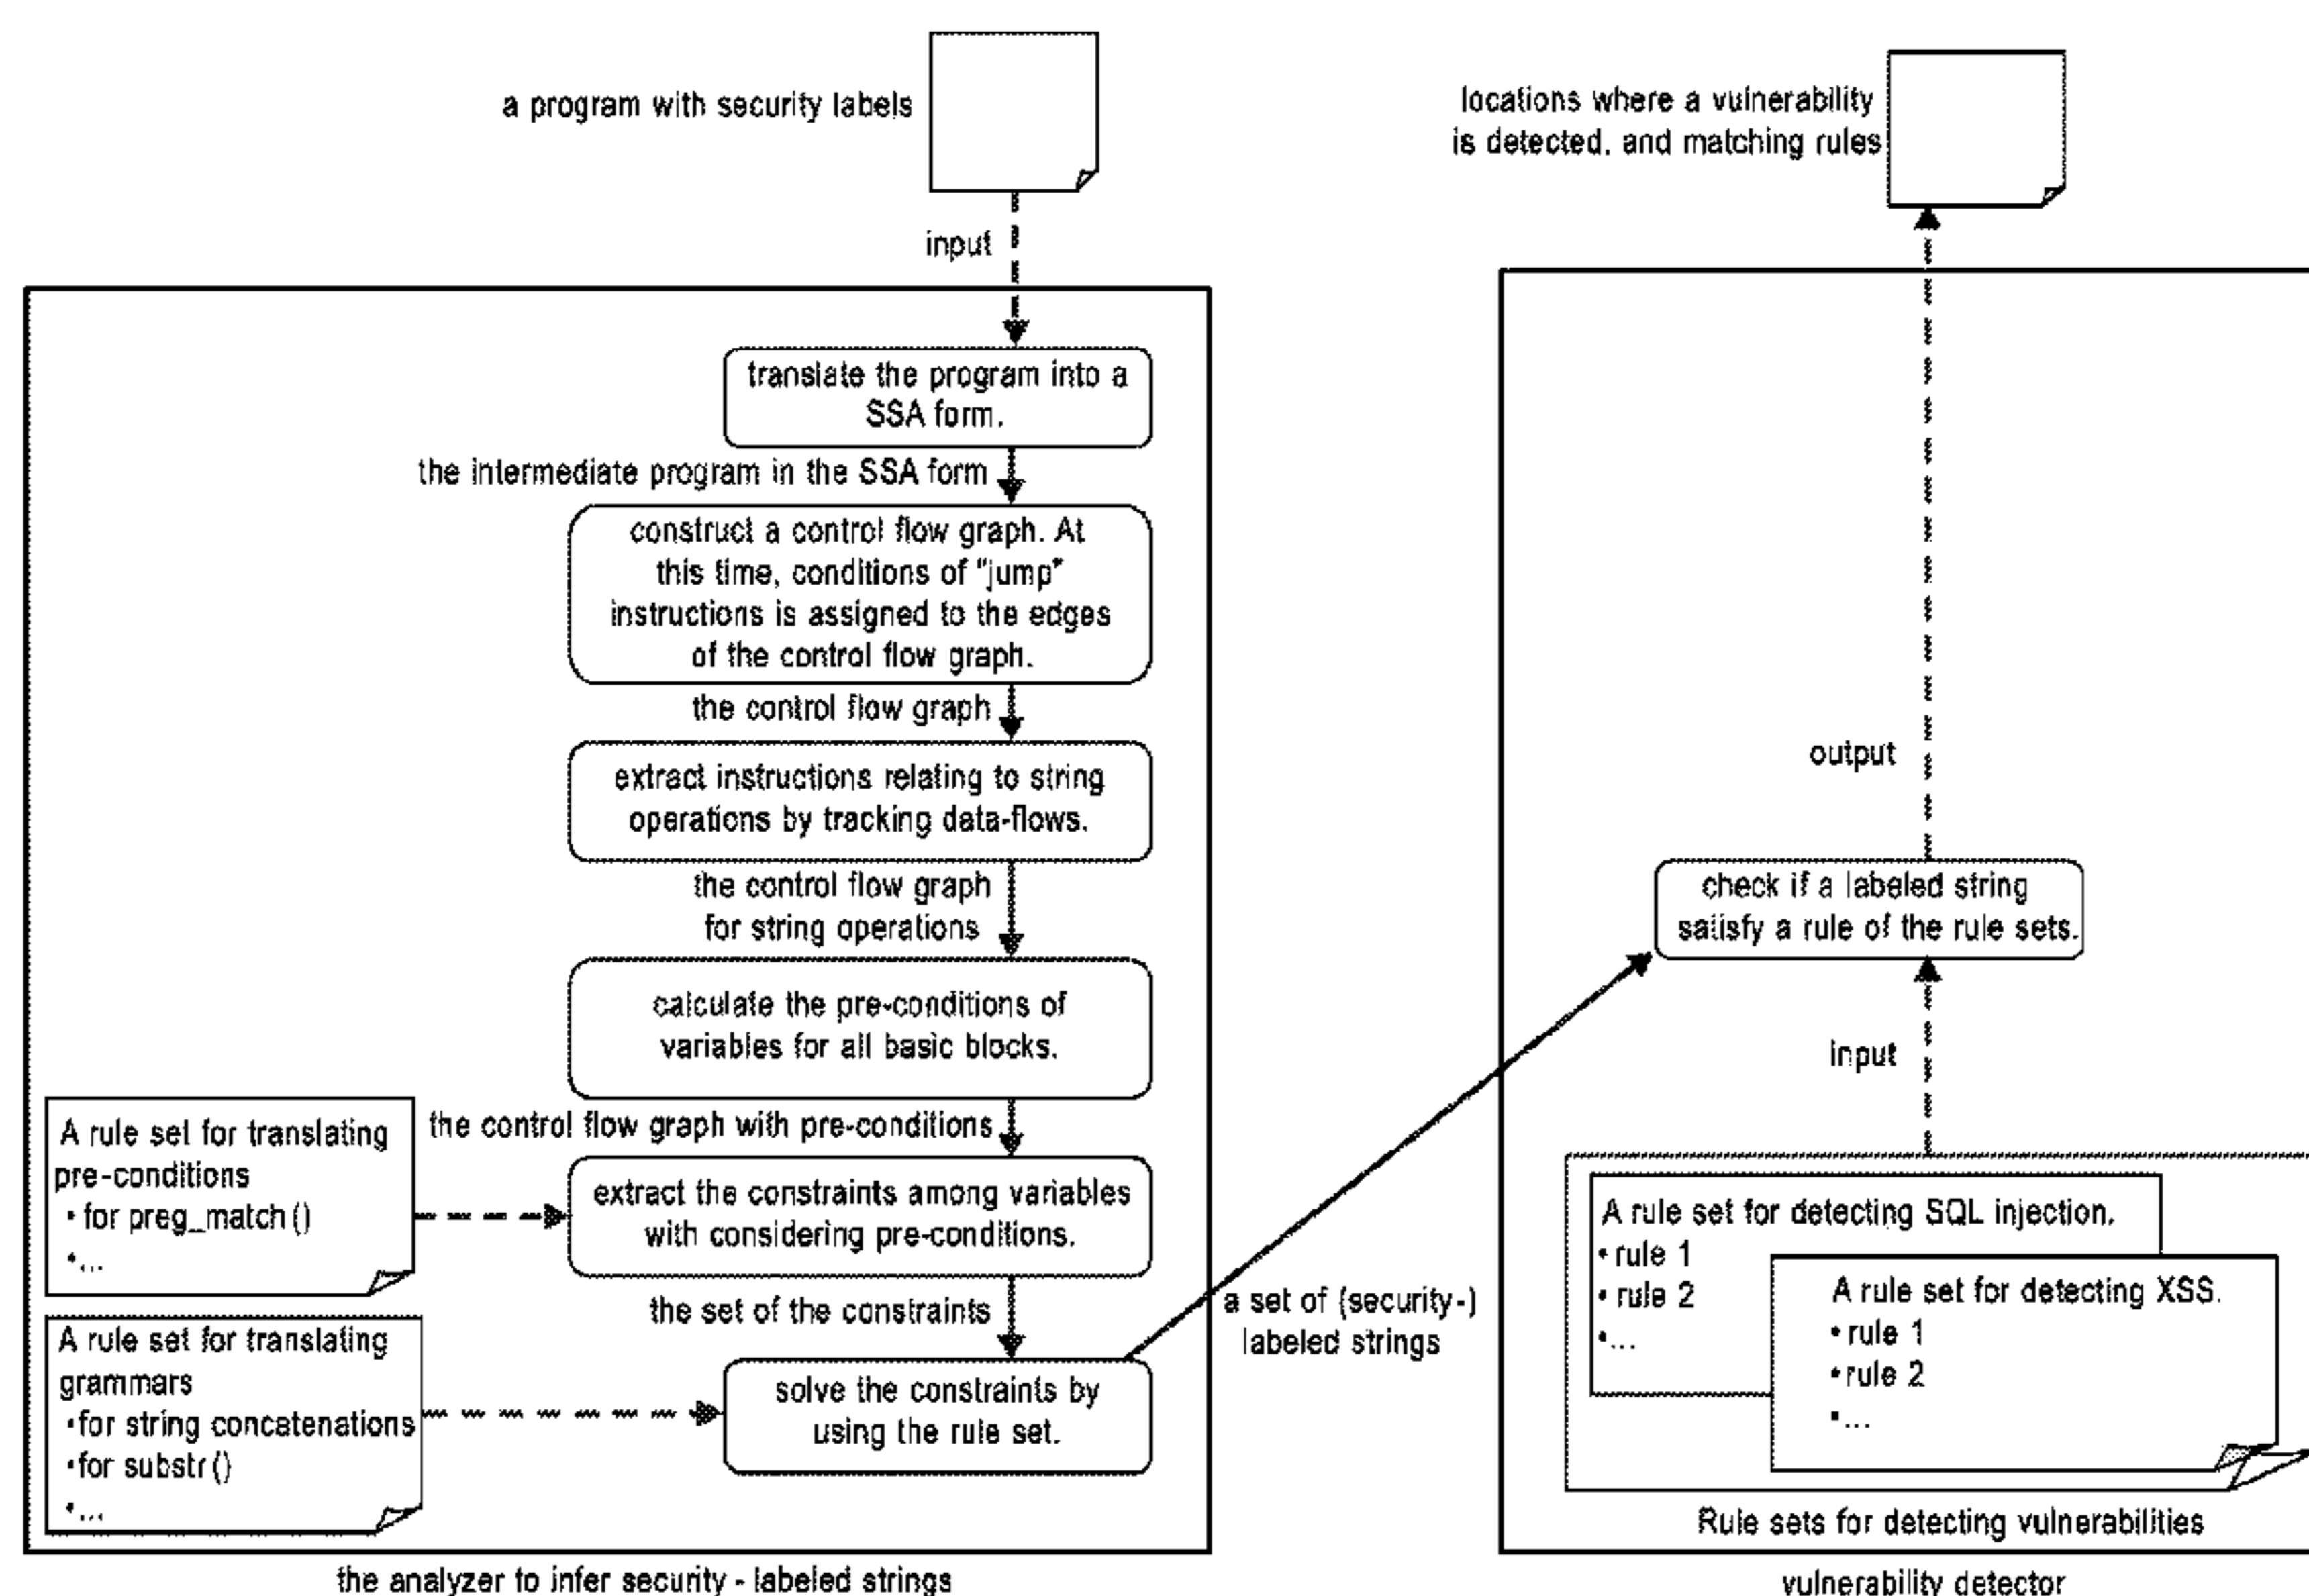 a program with security labels
input
translate the program into a
SSA form.
the intermediate program in the SSA form
construct a control flow graph. At
this time, conditions of "jump"
instructions is assigned to the edges
of the control flow graph.
the control flow graph
extract instructions relating to string
operations by tracking data-flows.
the control flow graph
for string operations
calculate the pre-conditions of
variables for all basic blocks.
the control flow graph with pre-conditions
A rule set for translating
pre-conditions
• for preg_match()
•...
extract the constraints among variables
with considering pre-conditions.
the set of the constraints
A rule set for translating
grammars
•for string concatenations
•for substr()
•...
solve the constraints by
using the rule set.
the analyzer to infer security - labeled strings
a set of (security-)
labeled strings
locations where a vulnerability
is detected, and matching rules
output
check if a labeled string
satisfy a rule of the rule sets.
input
A rule set for detecting SQL injection.
•rule 1
• rule 2
•...
A rule set for detecting XSS.
•rule 1
•rule 2
•...
Rule sets for detecting vulnerabilities
vulnerability detector